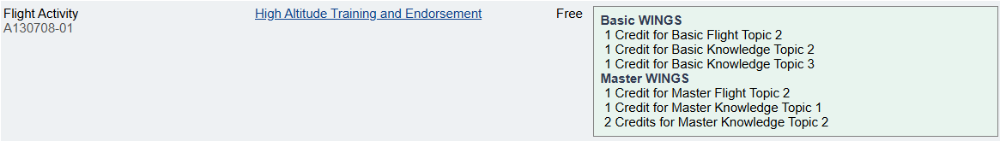 Flight Activity
A130708-01
High Altitude Training and Endorsement
Free
Basic WINGS
1 Credit for Basic Flight Topic 2
1 Credit for Basic Knowledge Topic 2
1 Credit for Basic Knowledge Topic 3
Master WINGS
1 Credit for Master Flight Topic 2
1 Credit for Master Knowledge Topic 1
2 Credits for Master Knowledge Topic 2